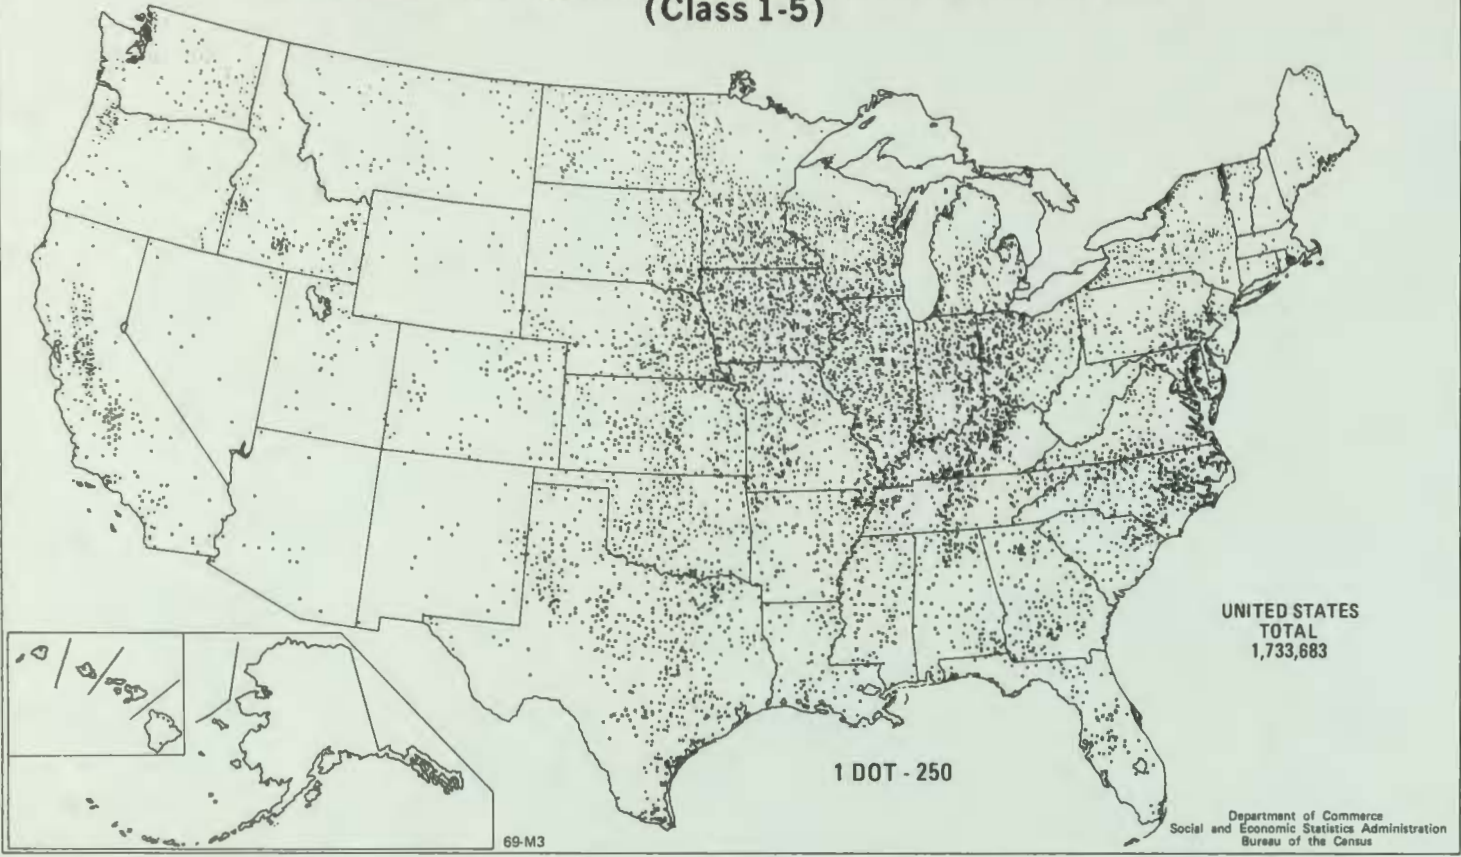 (Class 1-5)
UNITED STATES
TOTAL
1,733,683
1 DOT - 250
Department of Commerce
Social and Economic Statistics Administration
Bureau of the Census
69-M3